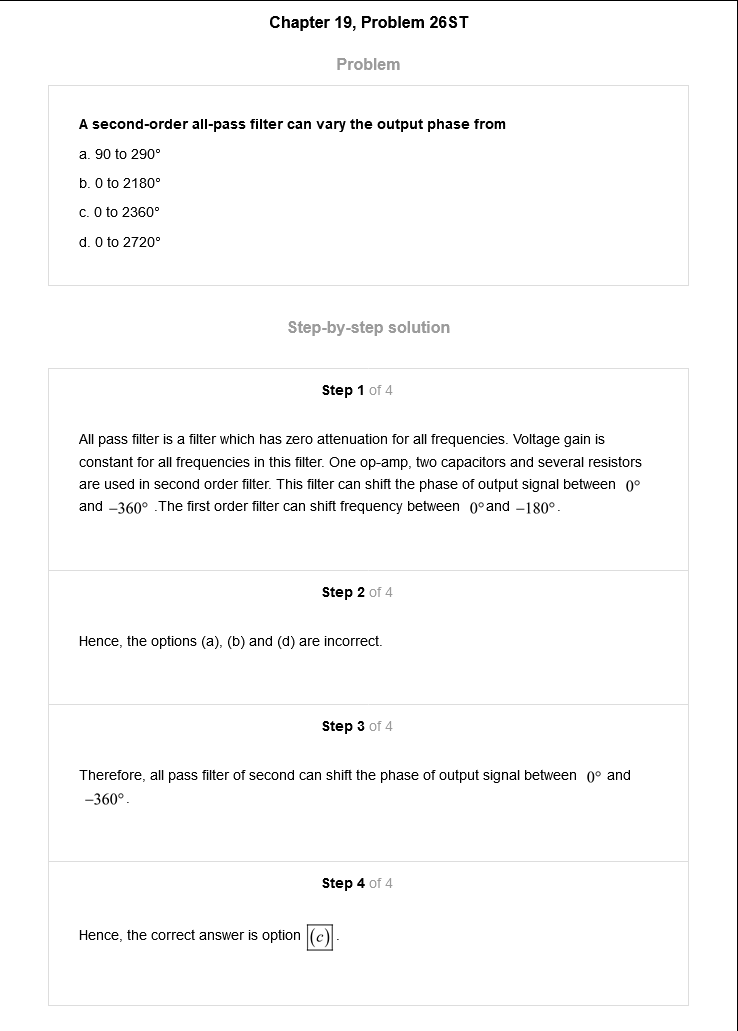 Chapter 19, Problem 26ST
Problem
A second-order all-pass filter can vary the output phase from
a. 90 to 290°
b. 0 to 2180°
c. 0 to 2360°
d. 0 to 2720°
Step-by-step solution
Step 1 of 4
All pass filter is a filter which has zero attenuation for all frequencies. Voltage gain is
constant for all frequencies in this filter. One op-amp, two capacitors and several resistors
are used in second order filter. This filter can shift the phase of output signal between 0°
and −360° .The first order filter can shift frequency between 0° and −180°.
Step 2 of 4
Hence, the options (a), (b) and (d) are incorrect.
Step 3 of 4
Therefore, all pass filter of second can shift the phase of output signal between 0° and
−360°.
Step 4 of 4
Hence, the correct answer is option (c).